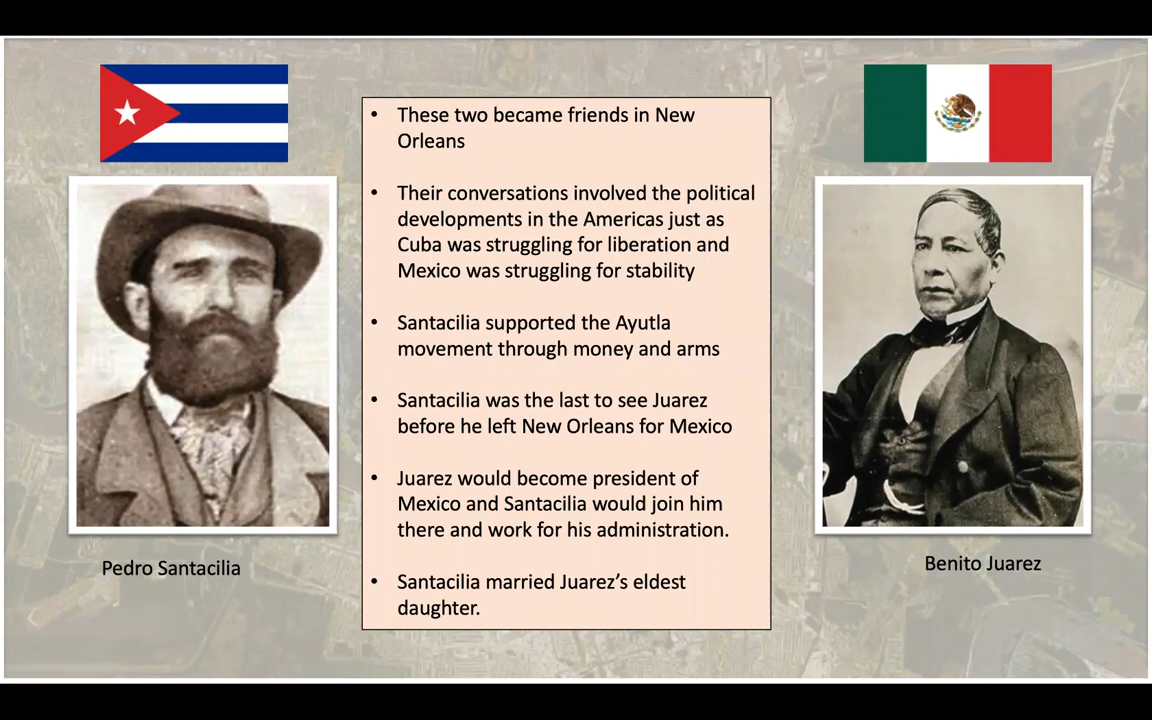 • These two became friends in New
Orleans
• Their conversations involved the political
developments in the Americas just as
Cuba was struggling for liberation and
Mexico was struggling for stability
• Santacilia supported the Ayutla
movement through money and arms
• Santacilia was the last to see Juarez
before he left New Orleans for Mexico
• Juarez would become president of
Mexico and Santacilia would join him
there and work for his administration.
• Santacilia married Juarez’s eldest
daughter.
Pedro Santacilia
Benito Juarez